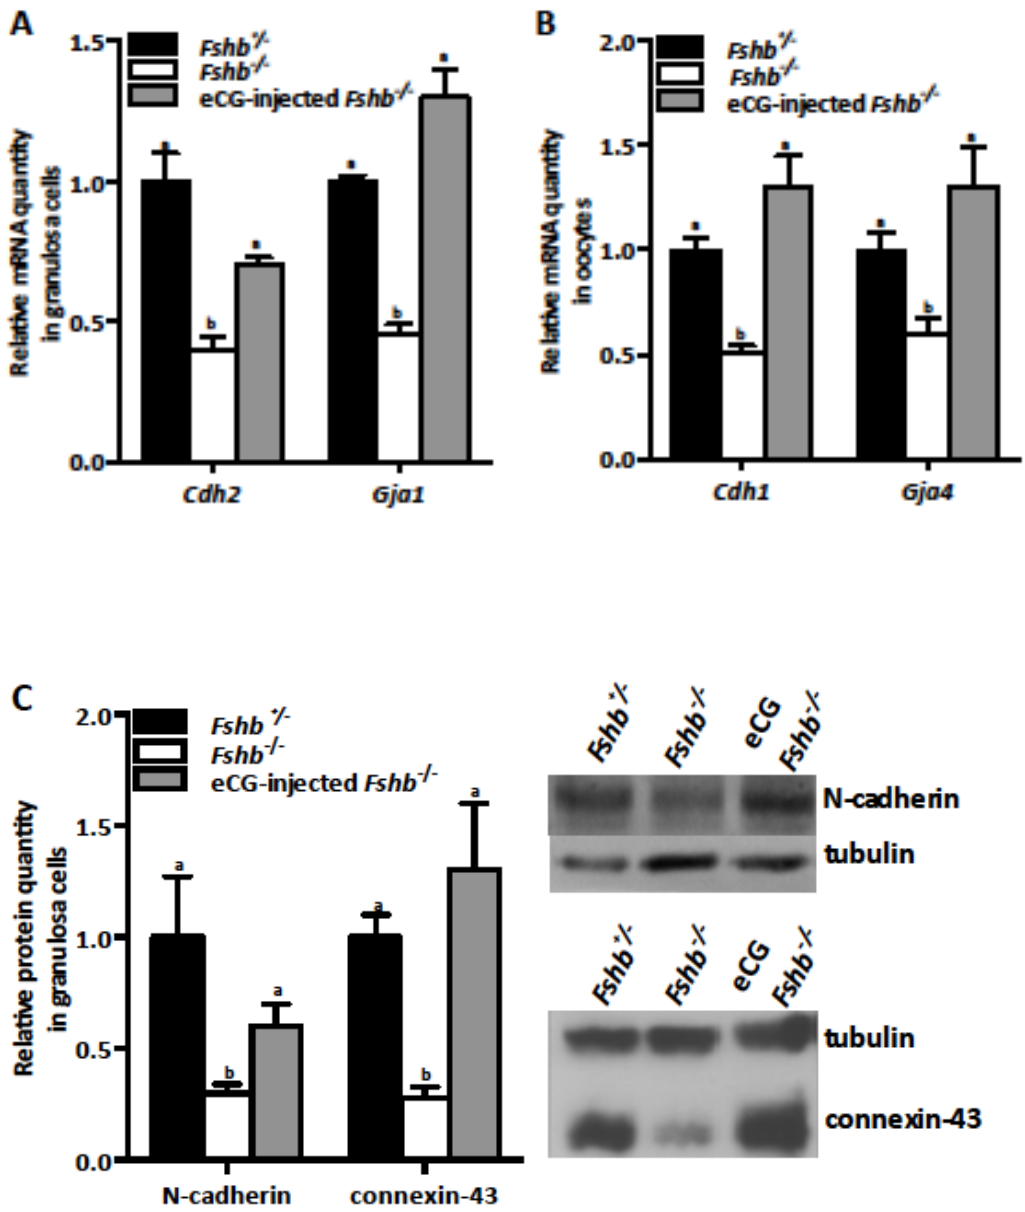 A
1.5
Fshb+/-
Fshb-/-
eCG-injected Fshb-/-
Relative mRNA quantity
in granulosa cells
1.0
0.5
0.0
a
b
a
a
b
a
Cdh2
Gja1
B
2.0
Fshb+/-
Fshb-/-
eCG-injected Fshb-/-
Relative mRNA quantity
in oocytes
1.5
1.0
0.5
0.0
a
b
a
a
b
a
Cdh1
Gja4
C
2.0
Fshb+/-
Fshb-/-
eCG-injected Fshb-/-
Relative protein quantity
in granulosa cells
1.5
1.0
0.5
0.0
a
b
a
a
b
a
N-cadherin
connexin-43
Fshb+/-
Fshb-/-
eCG
Fshb-/-
N-cadherin
tubulin
Fshb+/-
Fshb-/-
eCG
Fshb-/-
tubulin
connexin-43